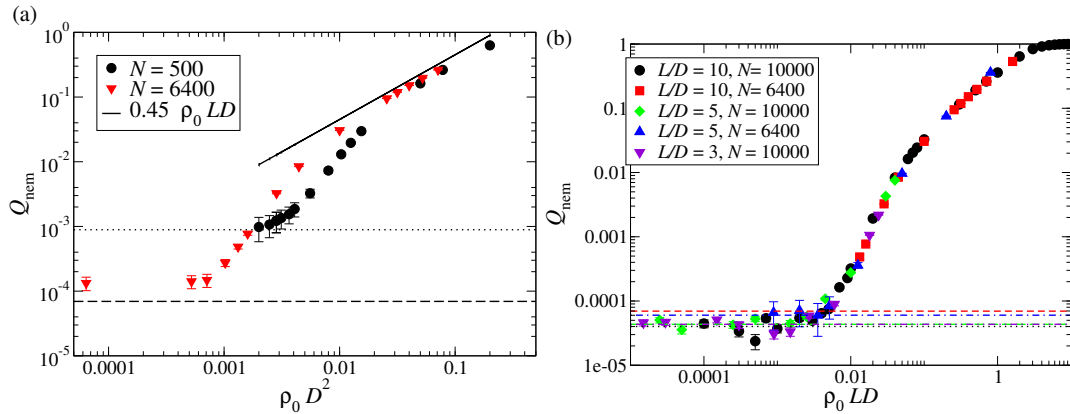 (a)
10^0
10^-1
10^-2
10^-3
10^-4
10^-5
Q_nem
N = 500
N = 6400
0.45 ρ_0 LD
0.0001
0.001
0.01
0.1
ρ_0 D^2
(b)
1
0.1
0.01
0.001
0.0001
1e-05
Q_nem
L/D = 10, N= 10000
L/D = 10, N = 6400
L/D = 5, N = 10000
L/D = 5, N = 6400
L/D = 3, N = 10000
0.0001
0.01
1
ρ_0 LD